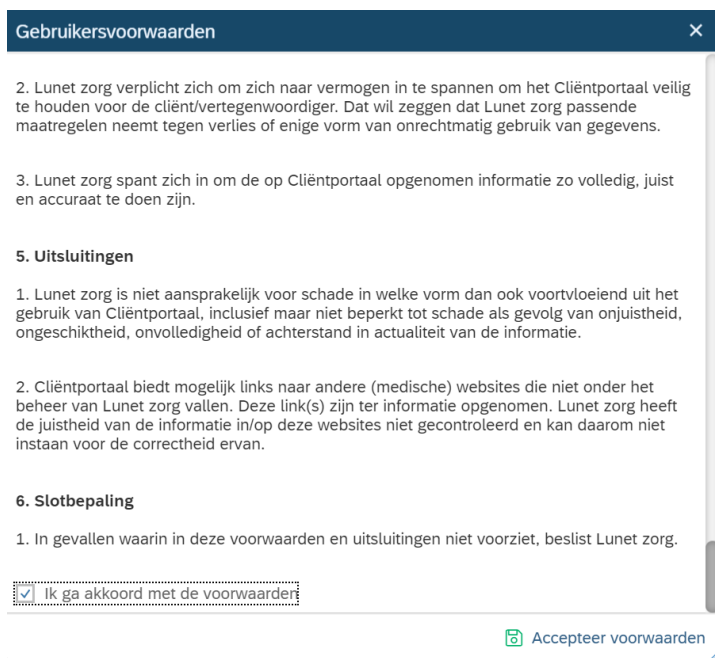 Gebruikersvoorwaarden
2. Lunet zorg verplicht zich om zich naar vermogen in te spannen om het Cliëntportaal veilig
te houden voor de cliënt/vertegenwoordiger. Dat wil zeggen dat Lunet zorg passende
maatregelen neemt tegen verlies of enige vorm van onrechtmatig gebruik van gegevens.
3. Lunet zorg spant zich in om de op Cliëntportaal opgenomen informatie zo volledig, juist
en accuraat te doen zijn.
5. Uitsluitingen
1. Lunet zorg is niet aansprakelijk voor schade in welke vorm dan ook voortvloeiend uit het
gebruik van Cliëntportaal, inclusief maar niet beperkt tot schade als gevolg van onjuistheid,
ongeschiktheid, onvolledigheid of achterstand in actualiteit van de informatie.
2. Cliëntportaal biedt mogelijk links naar andere (medische) websites die niet onder het
beheer van Lunet zorg vallen. Deze link(s) zijn ter informatie opgenomen. Lunet zorg heeft
de juistheid van de informatie in/op deze websites niet gecontroleerd en kan daarom niet
instaan voor de correctheid ervan.
6. Slotbepaling
1. In gevallen waarin in deze voorwaarden en uitsluitingen niet voorziet, beslist Lunet zorg.
Ik ga akkoord met de voorwaarden
Accepteer voorwaarden